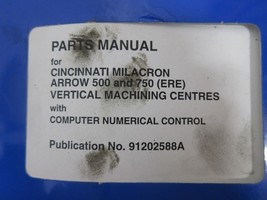 PARTS MANUAL
for
CINCINNATI MILACRON
ARROW 500 and 750 (ERE)
VERTICAL MACHINING CENTRES
with
COMPUTER NUMERICAL CONTROL
Publication No. 91202588A